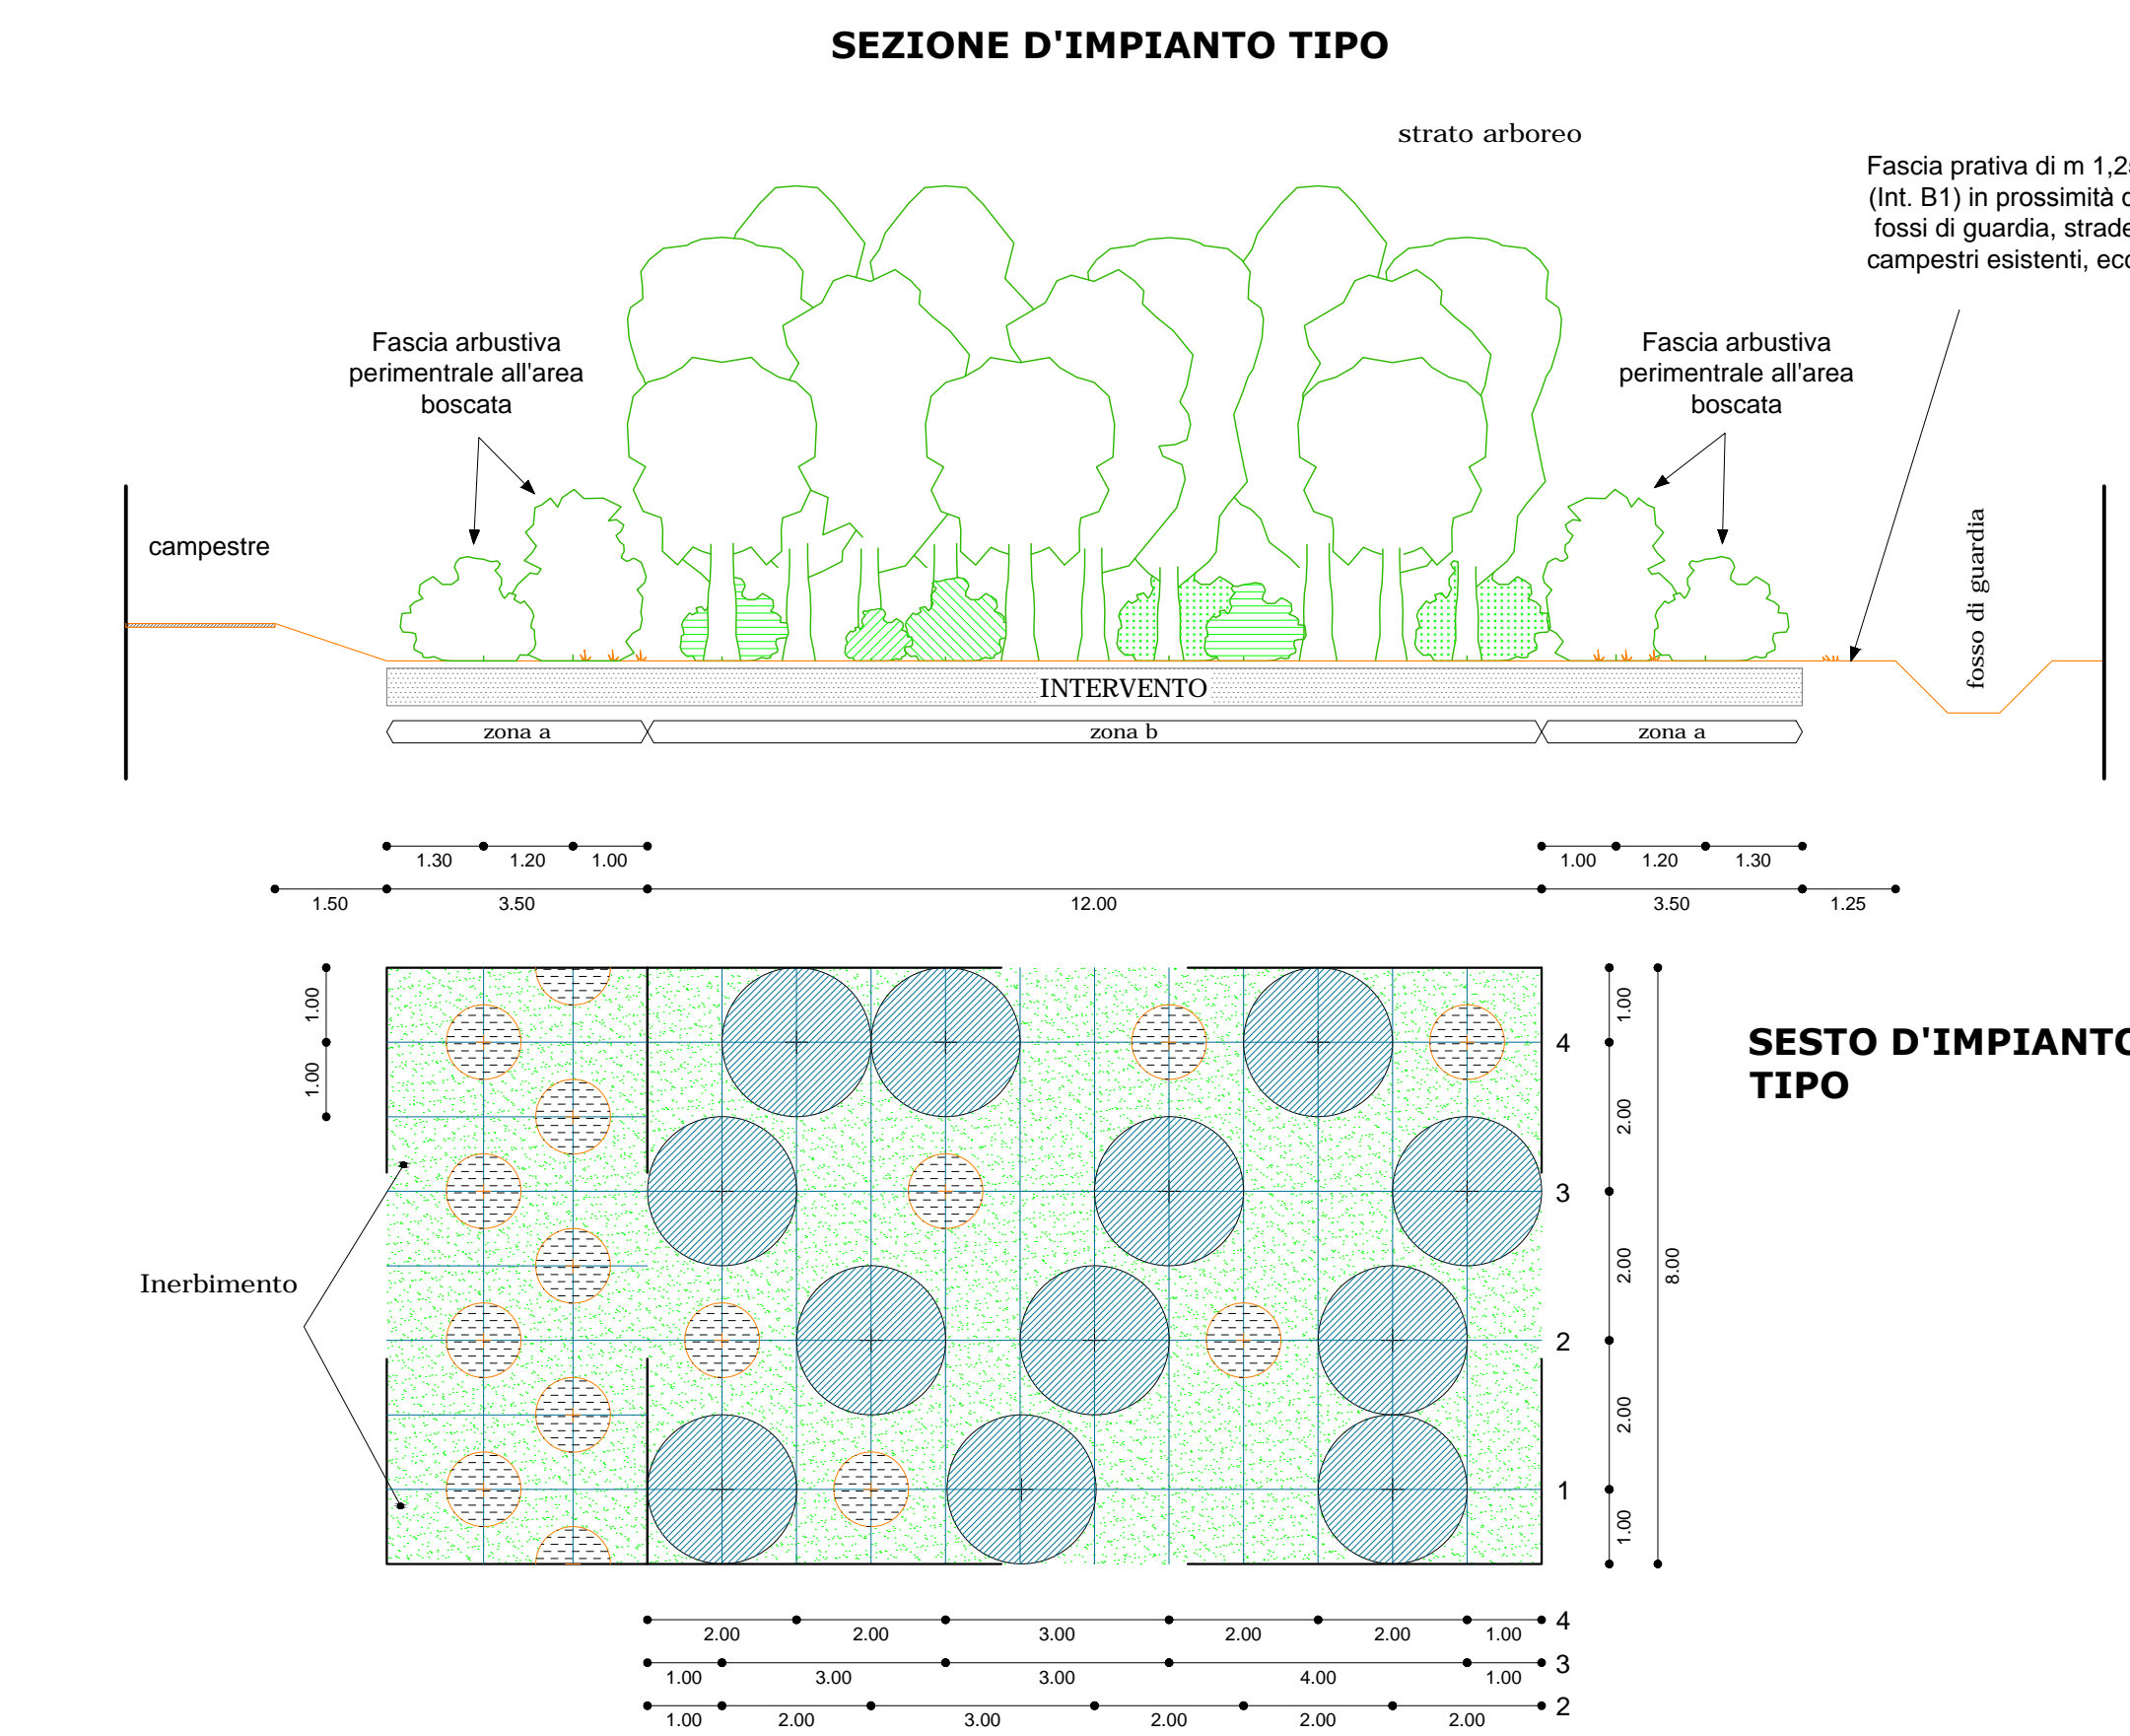 SEZIONE D'IMPIANTO TIPO
strato arboreo
Fascia prativa di m 1,2
(Int. B1) in prossimità
fossi di guardia, strade
campestri esistenti,
Fascia arbustiva
perimentrale all'area
boscata
Fascia arbustiva
perimentrale all'area
boscata
campestre
fosso di guardia
INTERVENTO
zona a
zona b
zona a
1.30
1.20
1.00
1.00
1.20
1.30
1.50
3.50
12.00
3.50
1.25
1.00
1.00
1.00
2.00
2.00
2.00
1.00
8.00
4
3
2
1
SESTO D'IMPIANTO
TIPO
Inerbimento
2.00
2.00
3.00
2.00
2.00
1.00
4
1.00
3.00
3.00
4.00
1.00
3
1.00
2.00
3.00
2.00
2.00
2.00
2